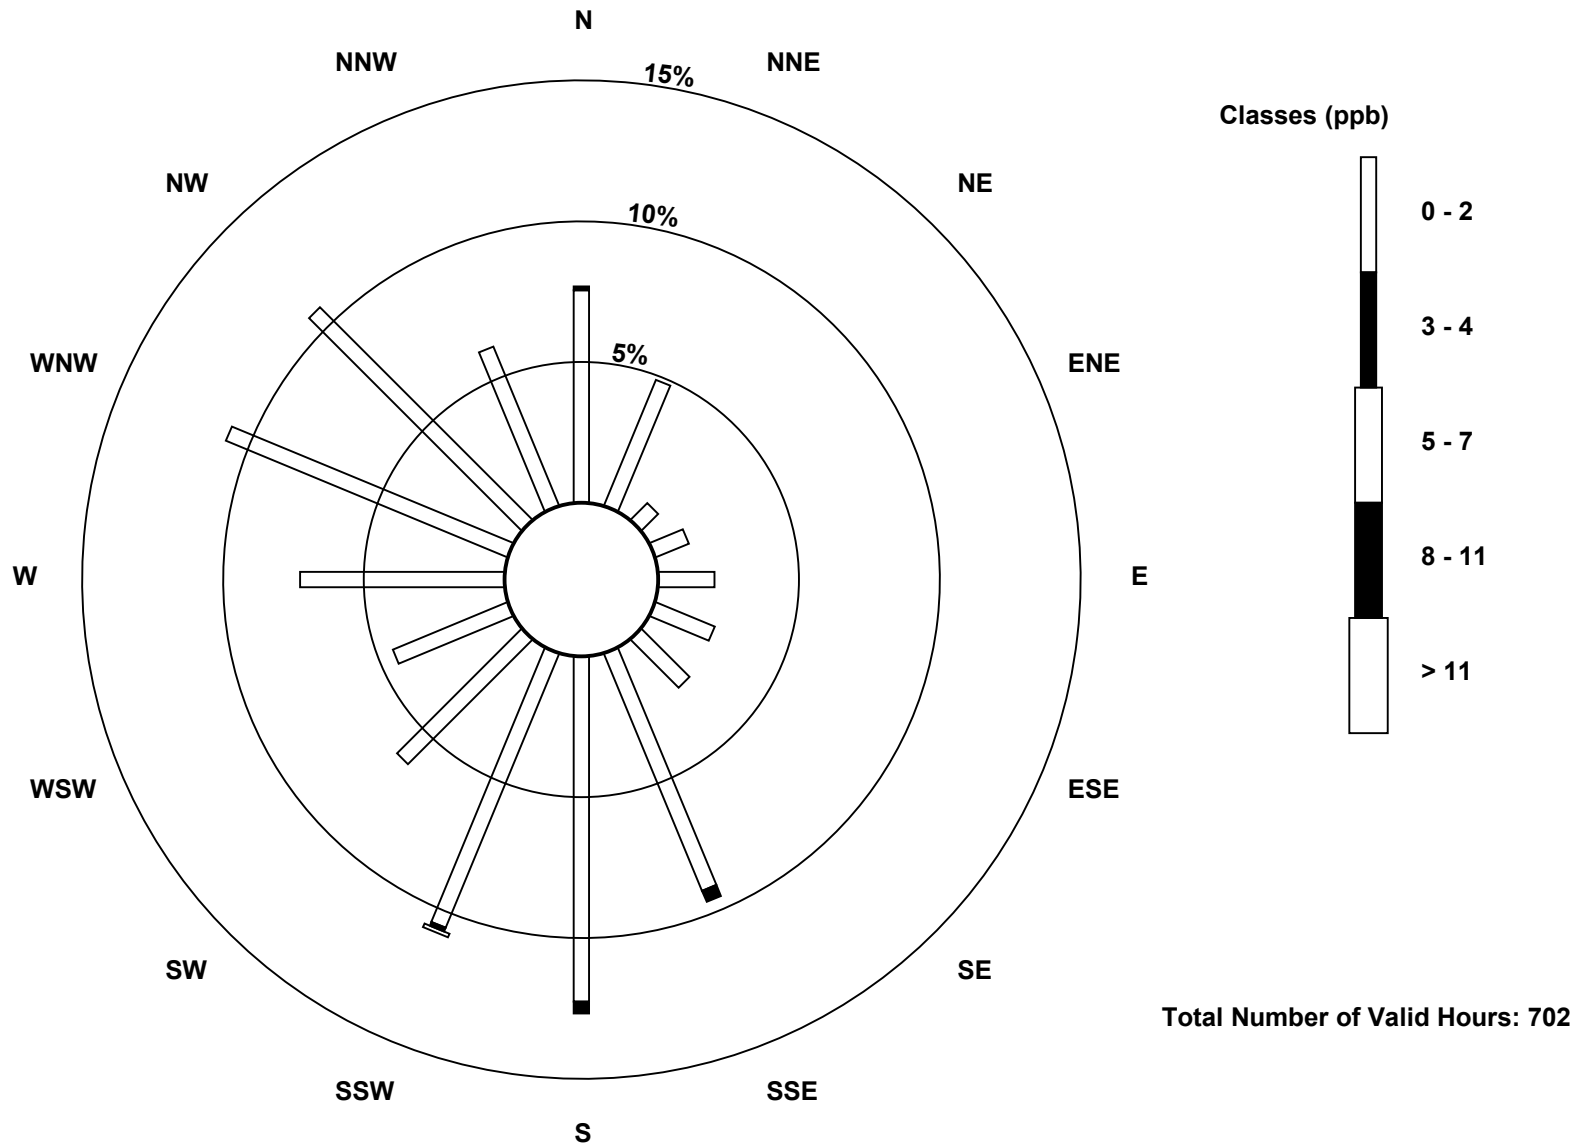 N
NNW
NNE
15%
Classes (ppb)
NW
NE
10%
0 - 2
3 - 4
5%
WNW
ENE
5 - 7
8 - 11
W
E
> 11
WSW
ESE
SW
SE
Total Number of Valid Hours: 702
SSW
SSE
S